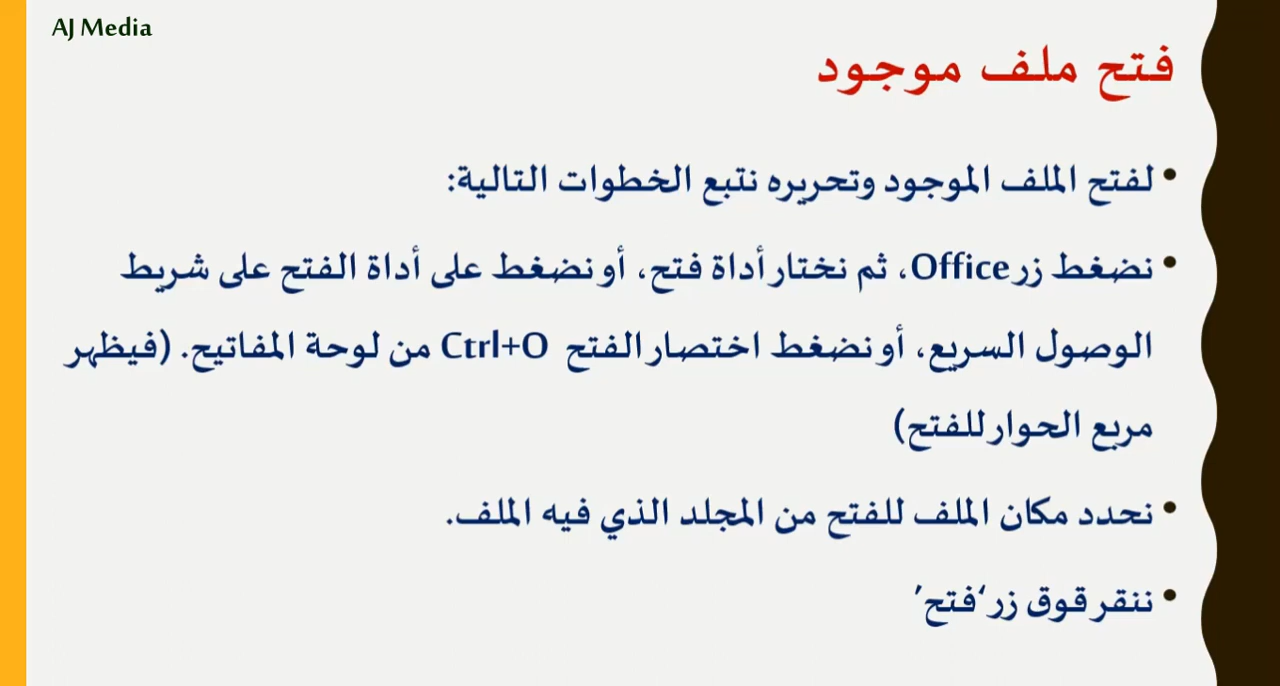 AJ Media
فتح ملف موجود
• لفتح الملف الموجود وتحريره نتبع الخطوات التالية:
• نضغط زر Office، ثم نختار أداة فتح، أو نضغط على أداة الفتح على شريط
الوصول السريع، أو نضغط اختصار الفتح Ctrl+O من لوحة المفاتيح. (فيظهر
مربع الحوار للفتح)
• نحدد مكان الملف للفتح من المجلد الذي فيه الملف.
• ننقر قوق زر ‘فتح’